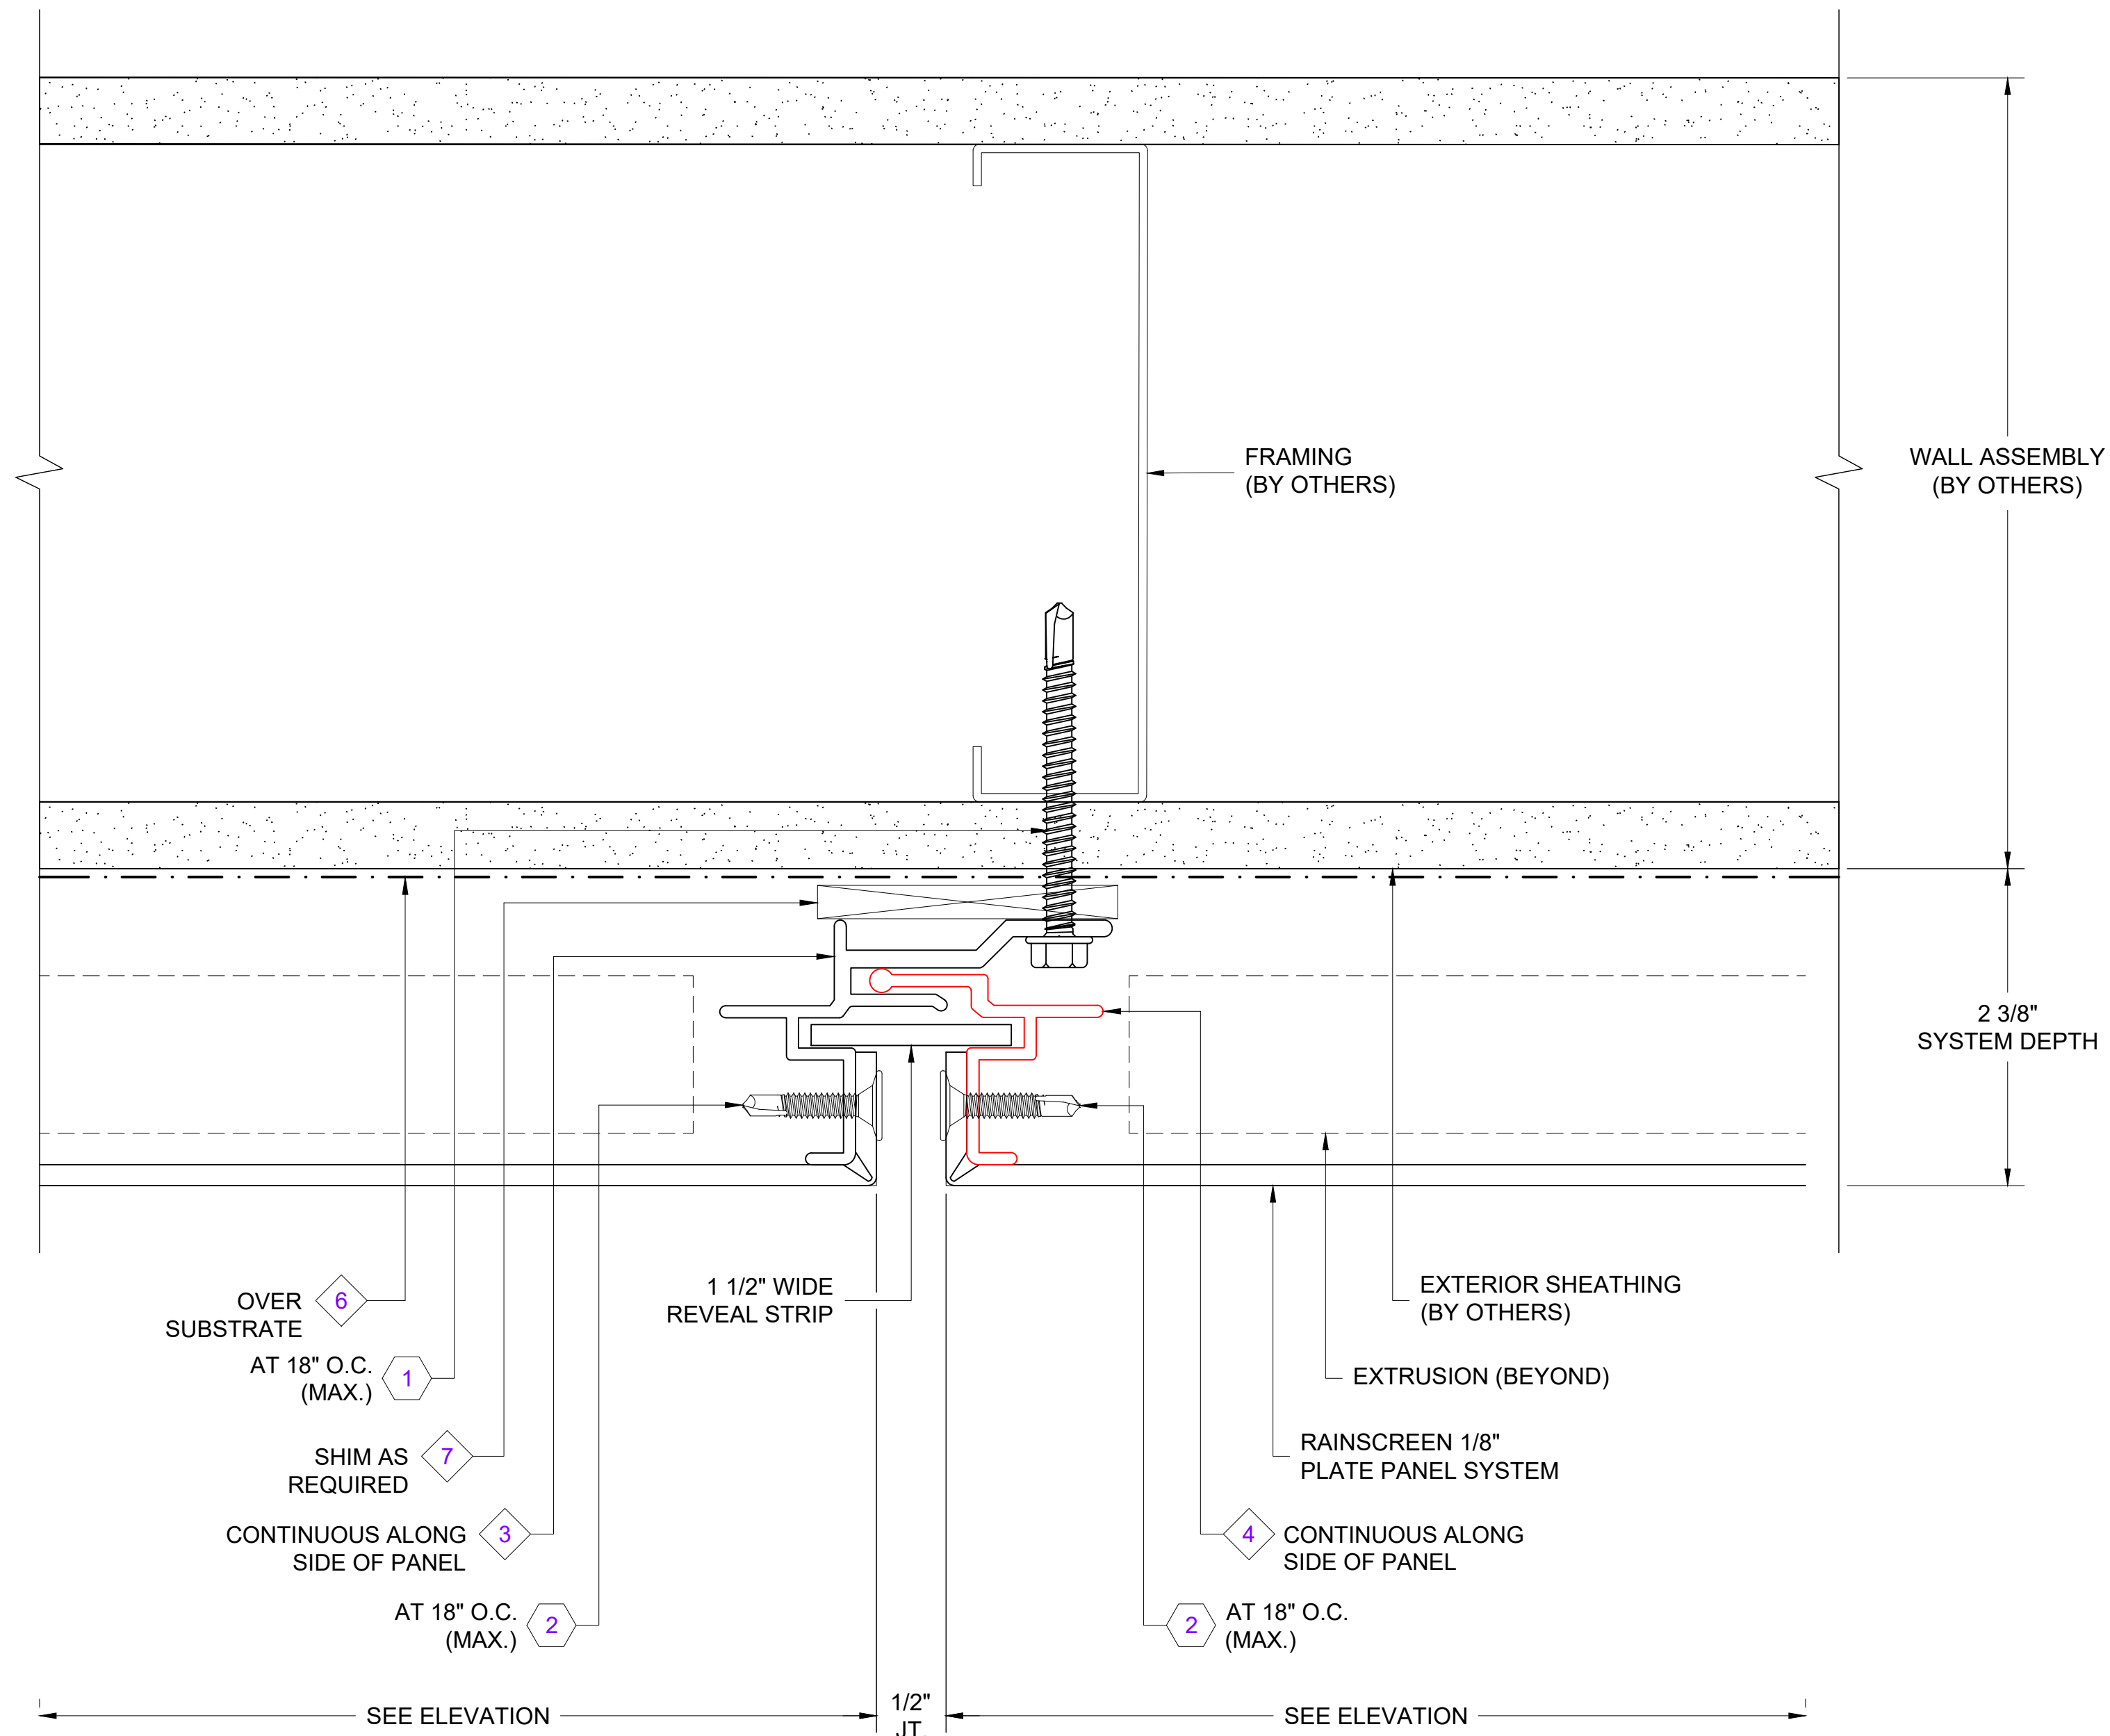 FRAMING
(BY OTHERS)
WALL ASSEMBLY
(BY OTHERS)
2 3/8"
SYSTEM DEPTH
OVER
SUBSTRATE
6
AT 18" O.C.
(MAX.)
1
SHIM AS
REQUIRED
7
CONTINUOUS ALONG
SIDE OF PANEL
3
AT 18" O.C.
(MAX.)
2
1 1/2" WIDE
REVEAL STRIP
EXTERIOR SHEATHING
(BY OTHERS)
EXTRUSION (BEYOND)
RAINSCREEN 1/8"
PLATE PANEL SYSTEM
4
CONTINUOUS ALONG
SIDE OF PANEL
2
AT 18" O.C.
(MAX.)
SEE ELEVATION
1/2"
JT.
SEE ELEVATION